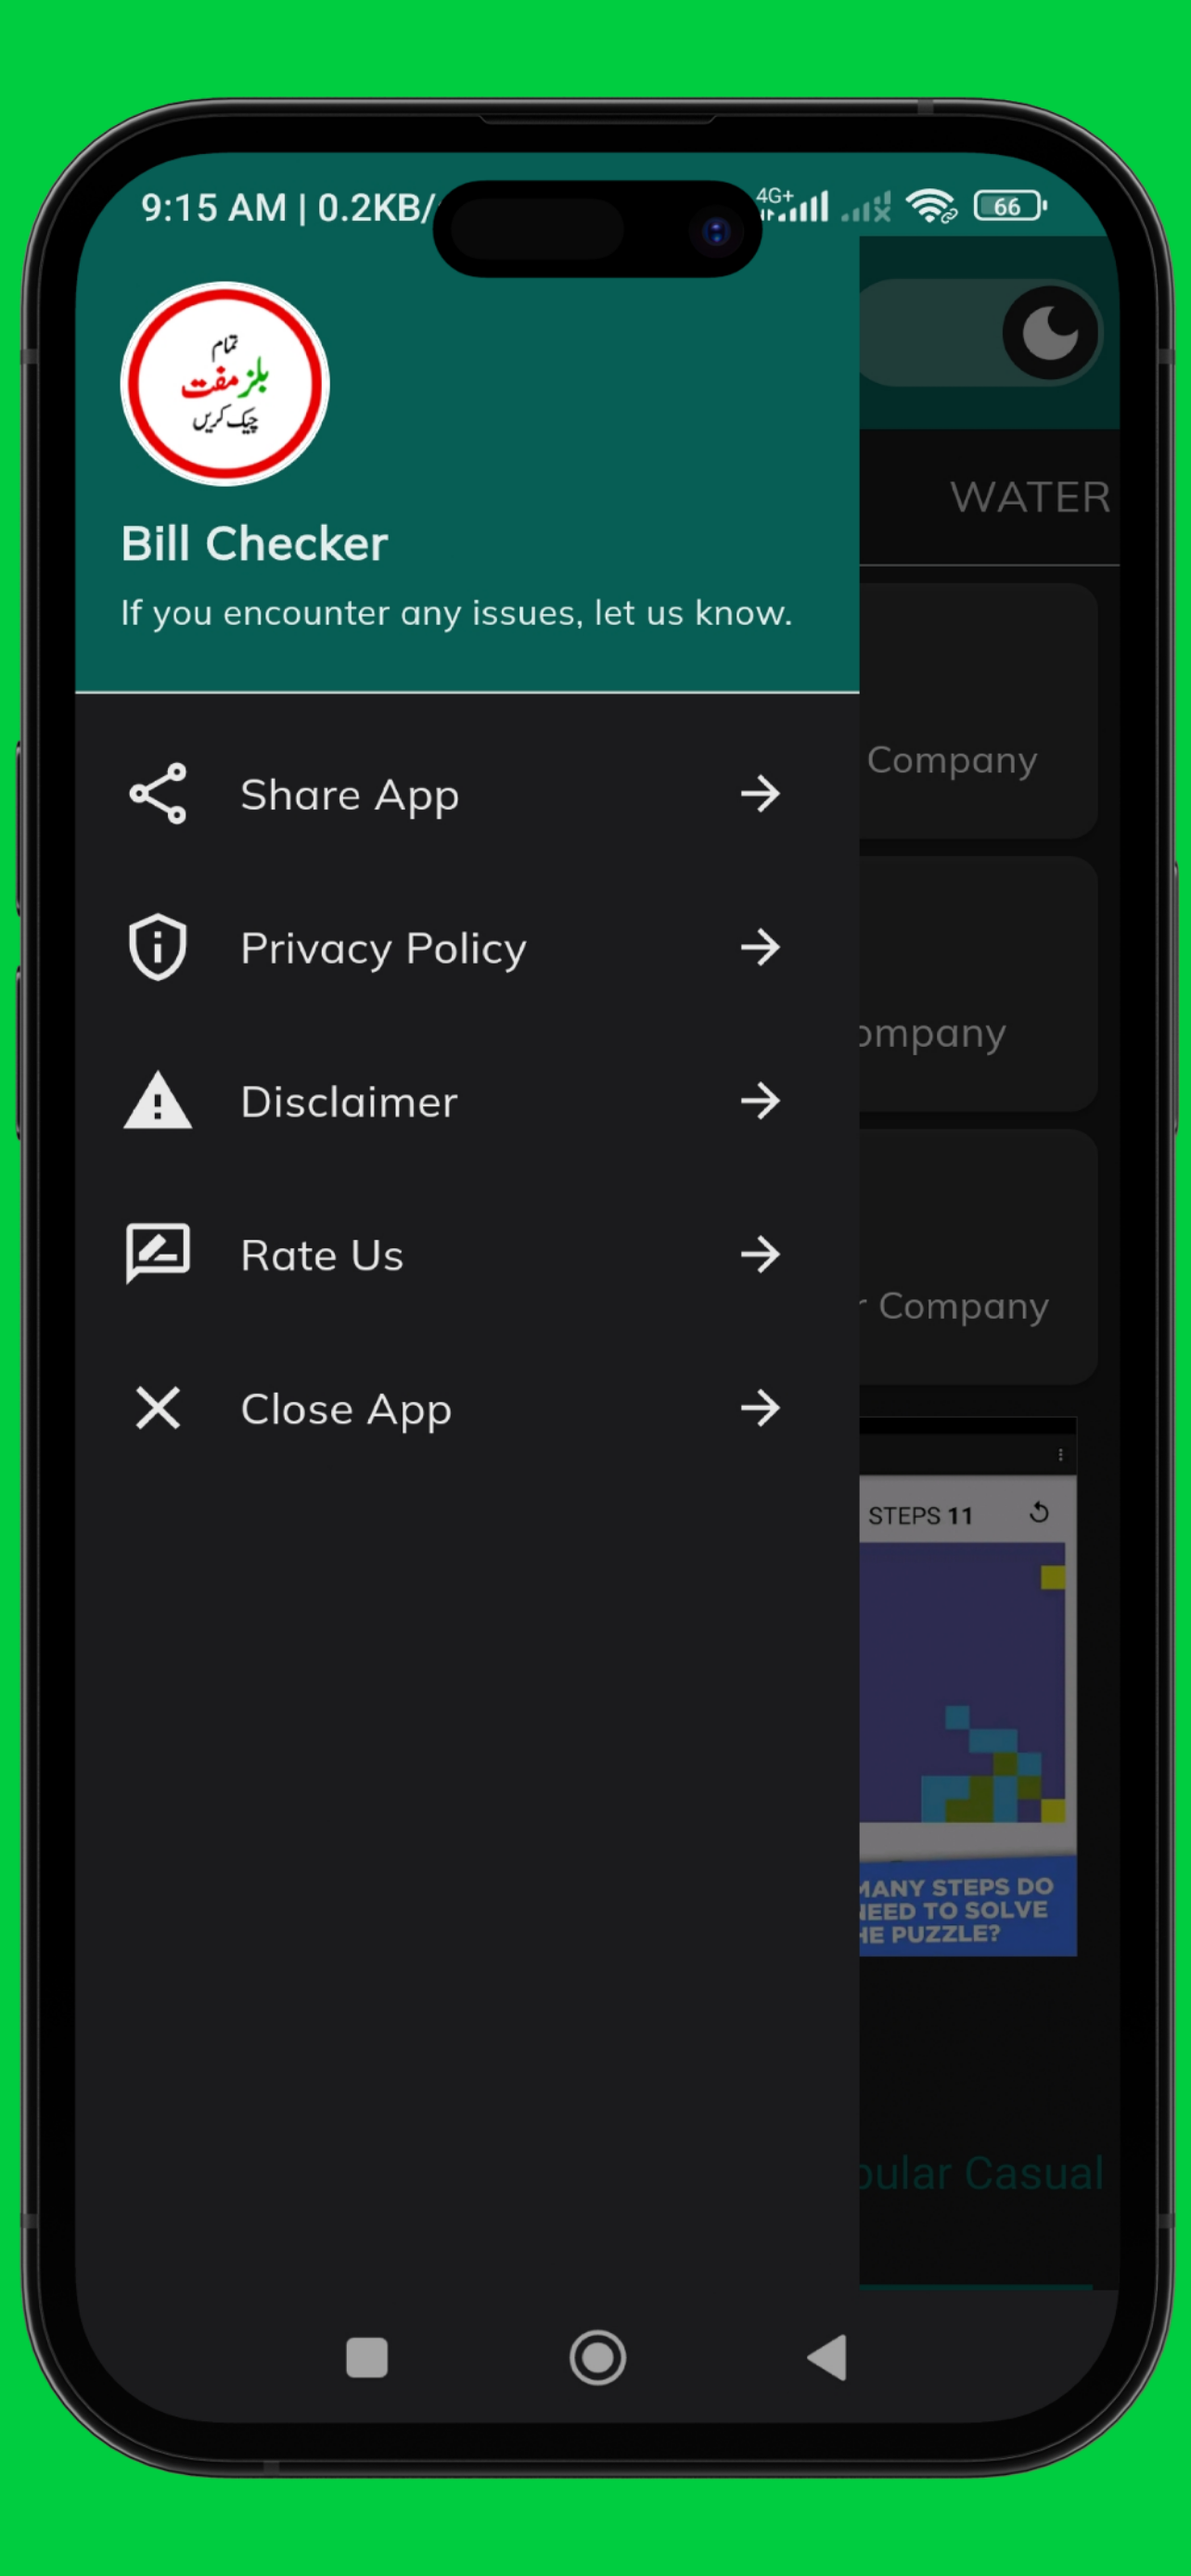 9:15 AM | 0.2KB/
4G+
66
تمام
بلز مفت
چیک کریں
Bill Checker
If you encounter any issues, let us know.
WATER
Share App
Company
Privacy Policy
ompany
Disclaimer
Rate Us
r Company
Close App
STEPS 11
MANY STEPS DO
NEED TO SOLVE
HE PUZZLE?
pular Casual